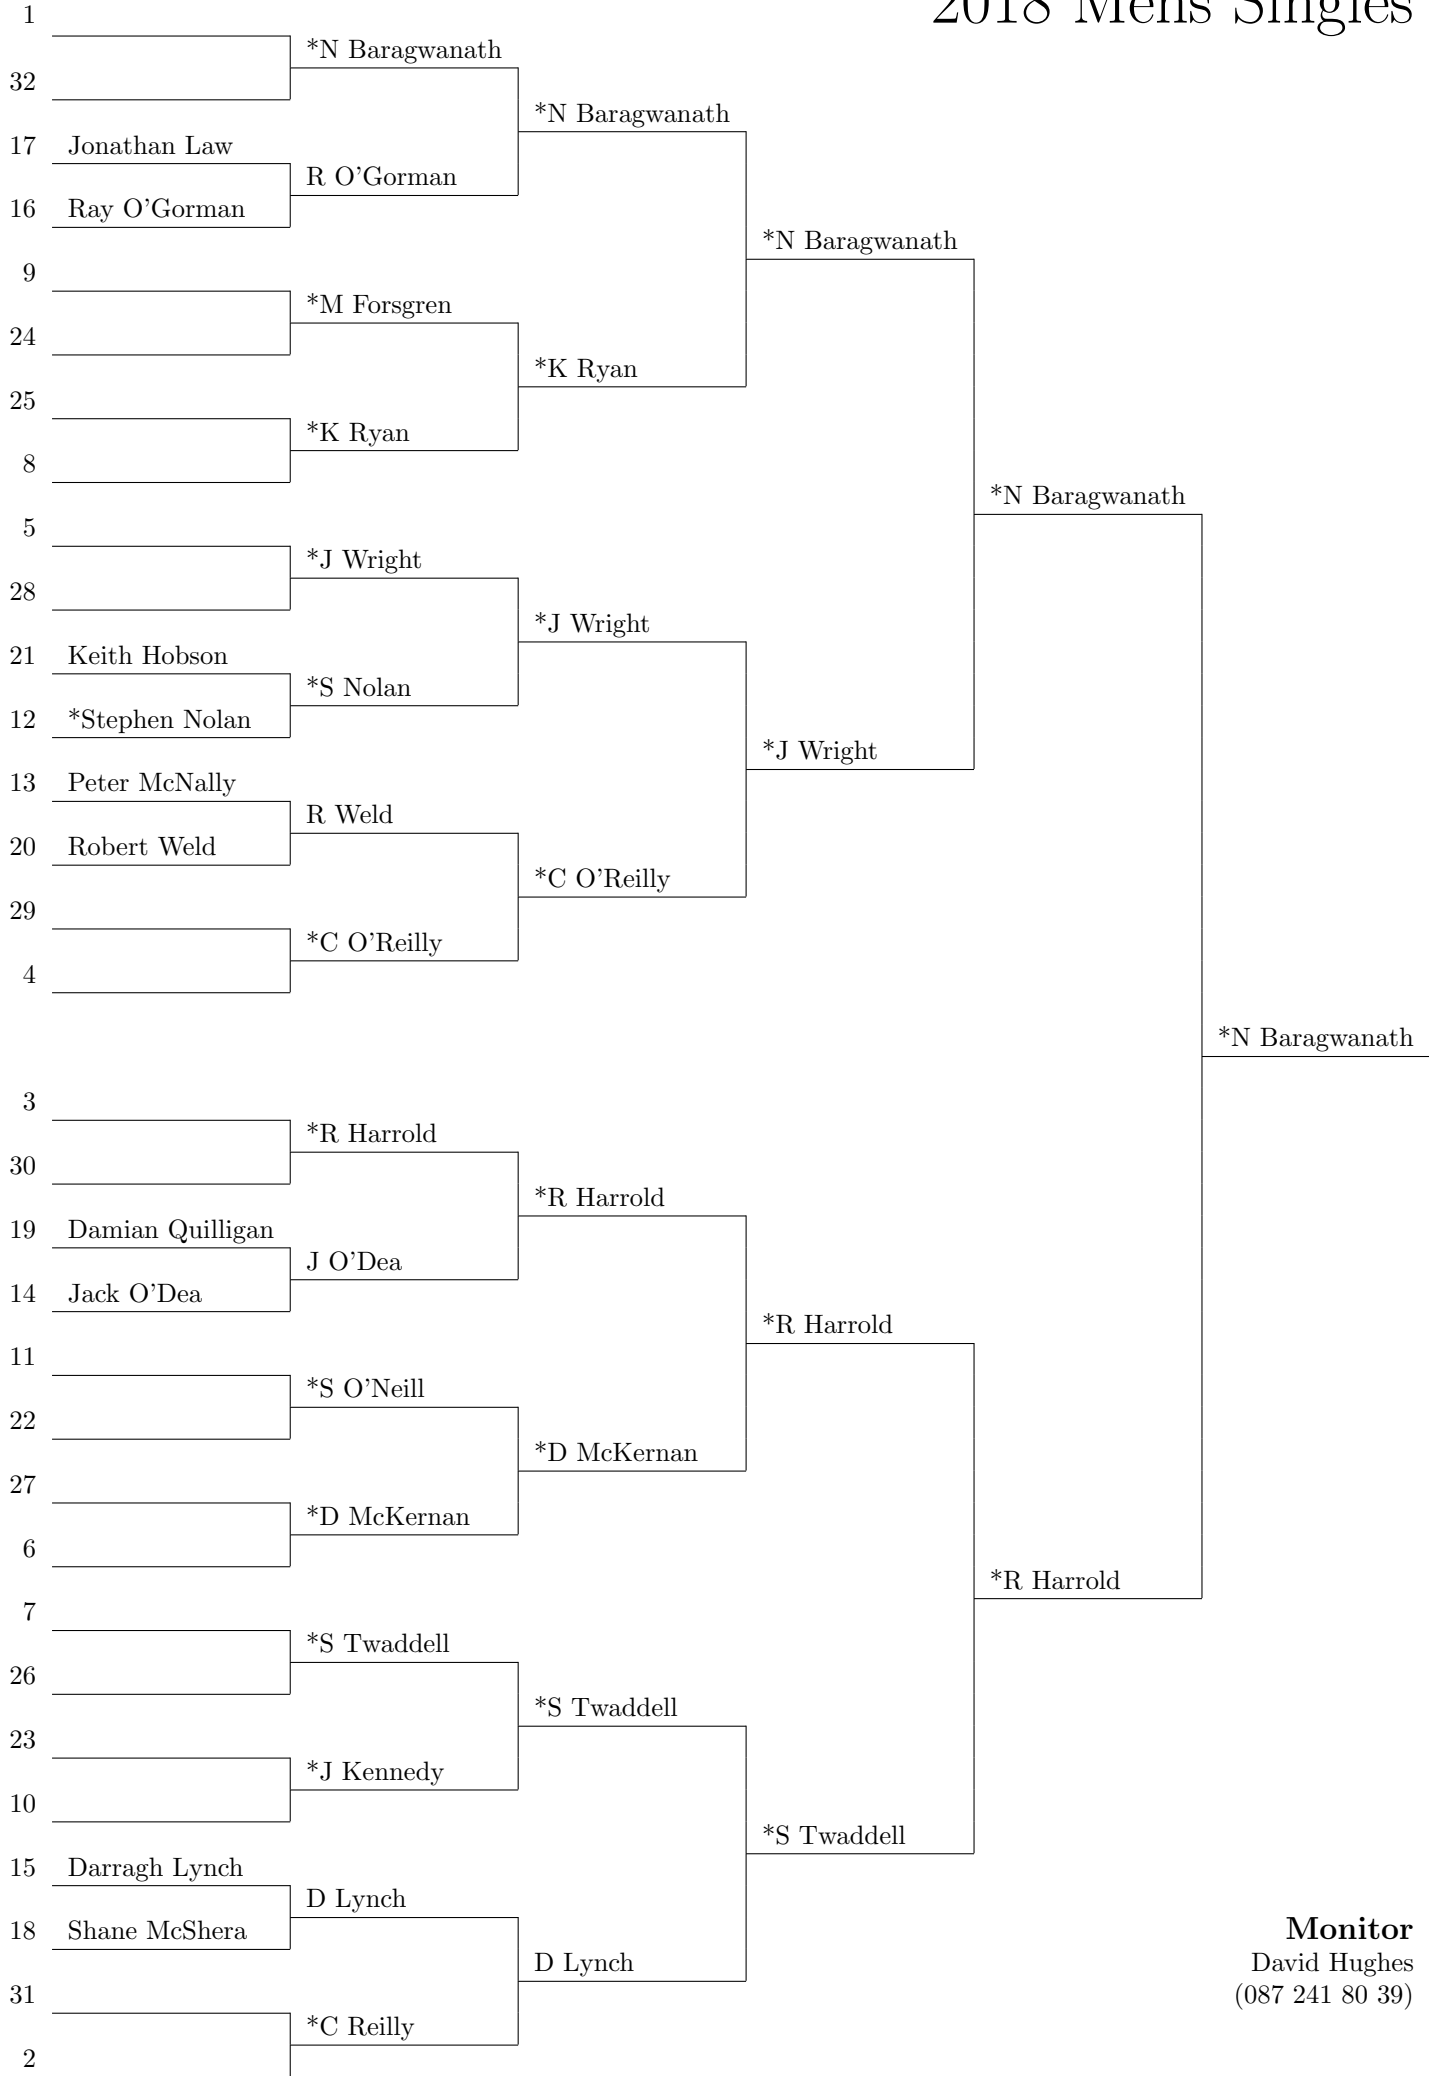 2018 Mens Singles
1
*N Baragwanath
32
*N Baragwanath
17 Jonathan Law
R O'Gorman
16 Ray O'Gorman
*N Baragwanath
9
*M Forsgren
24
*K Ryan
25
*K Ryan
8
*N Baragwanath
5
*J Wright
28
*J Wright
21 Keith Hobson
*S Nolan
12 *Stephen Nolan
*J Wright
13 Peter McNally
R Weld
20 Robert Weld
*C O'Reilly
29
*C O'Reilly
4
*N Baragwanath
3
*R Harrold
30
*R Harrold
19 Damian Quilligan
J O'Dea
14 Jack O'Dea
*R Harrold
11
*S O'Neill
22
*D McKernan
27
*D McKernan
6
*R Harrold
7
*S Twaddell
26
*S Twaddell
23
*J Kennedy
10
*S Twaddell
15 Darragh Lynch
D Lynch
18 Shane McShera
D Lynch
31
*C Reilly
2
Monitor
David Hughes
(087 241 80 39)